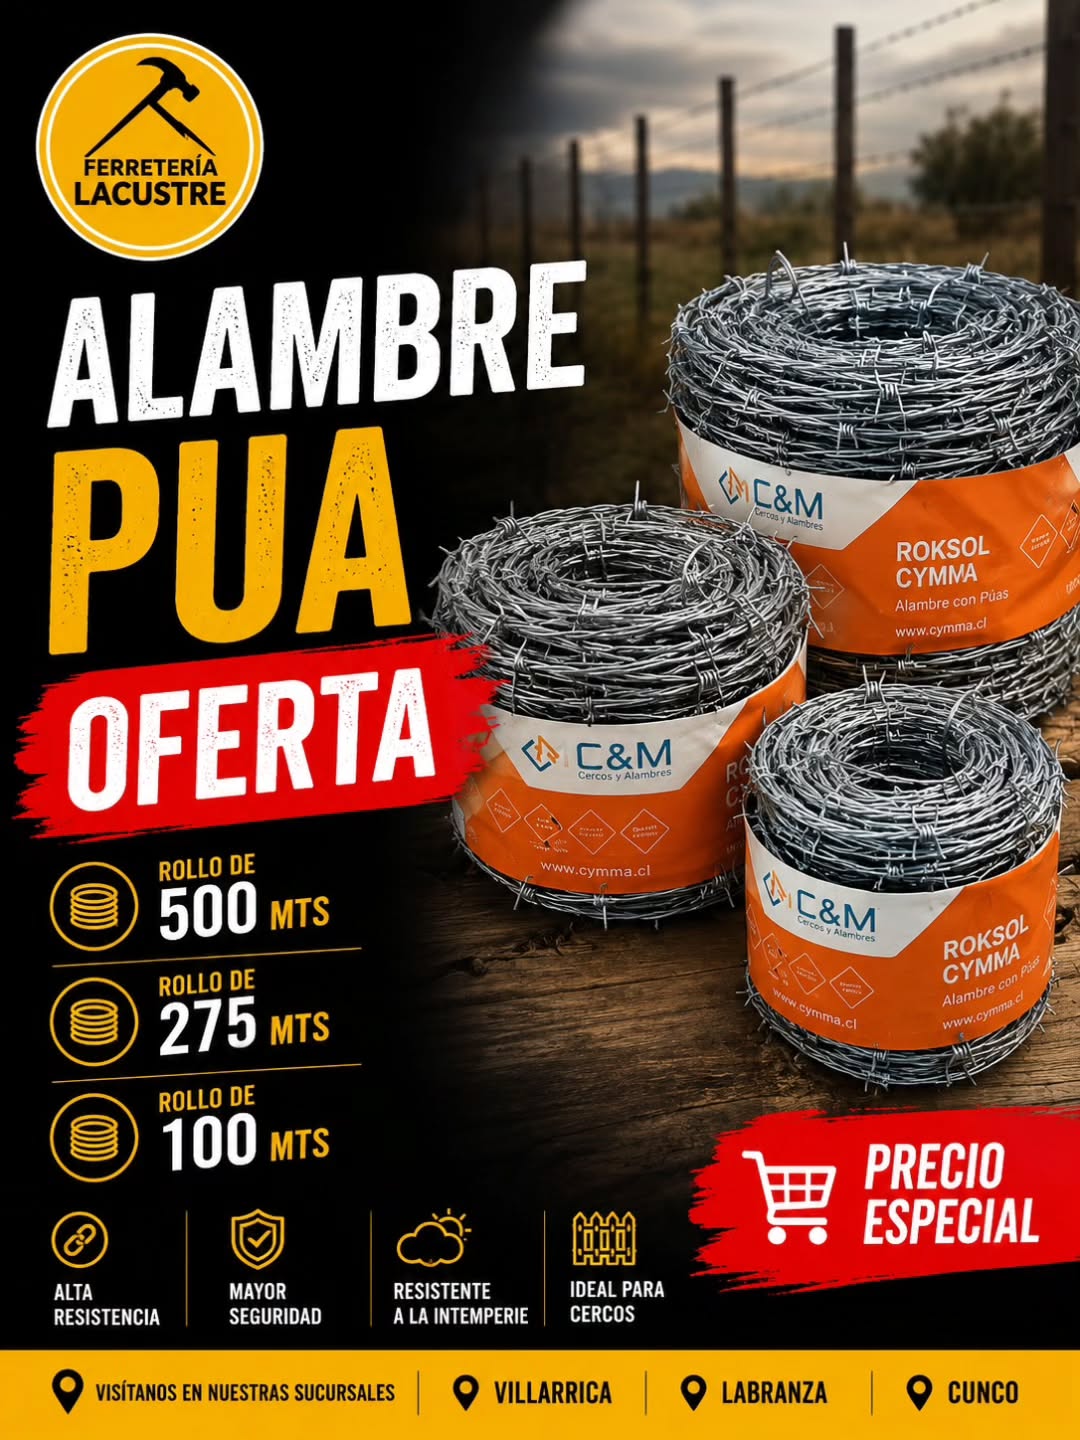 FERRETERÍA
LACUSTRE
ALAMBRE
PUA
OFERTA
ROLLO DE
500 MTS
ROLLO DE
275 MTS
ROLLO DE
100 MTS
C&M
Cercos y Alambres
ROKSOL
CYMMA
Alambre con Púas
www.cymma.cl
C&M
Cercos y Alambres
www.cymma.cl
C&M
Cercos y Alambres
www.cymma.cl
ROKSOL
CYMMA
Alambre con Púas
www.cymma.cl
PRECIO
ESPECIAL
ALTA
RESISTENCIA
MAYOR
SEGURIDAD
RESISTENTE
A LA INTEMPERIE
IDEAL PARA
CERCOS
VISÍTANOS EN NUESTRAS SUCURSALES
VILLARRICA
LABRANZA
CUNCO